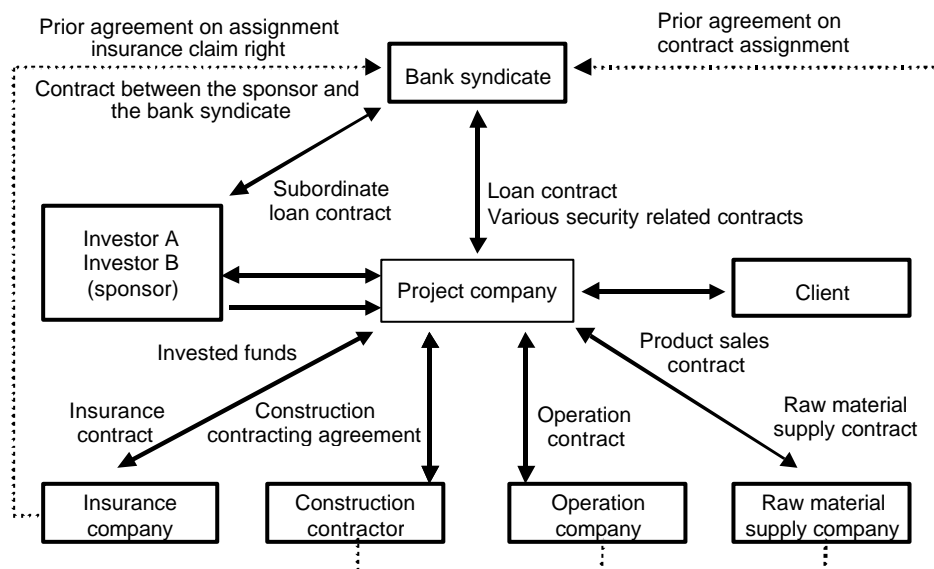 Prior agreement on assignment
insurance claim right
Prior agreement on
contract assignment
Bank syndicate
Contract between the sponsor and
the bank syndicate
Subordinate
loan contract
Loan contract
Various security related contracts
Investor A
Investor B
(sponsor)
Project company
Client
Invested funds
Product sales
contract
Insurance
contract
Construction
contracting agreement
Operation
contract
Raw material
supply contract
Insurance
company
Construction
contractor
Operation
company
Raw material
supply company